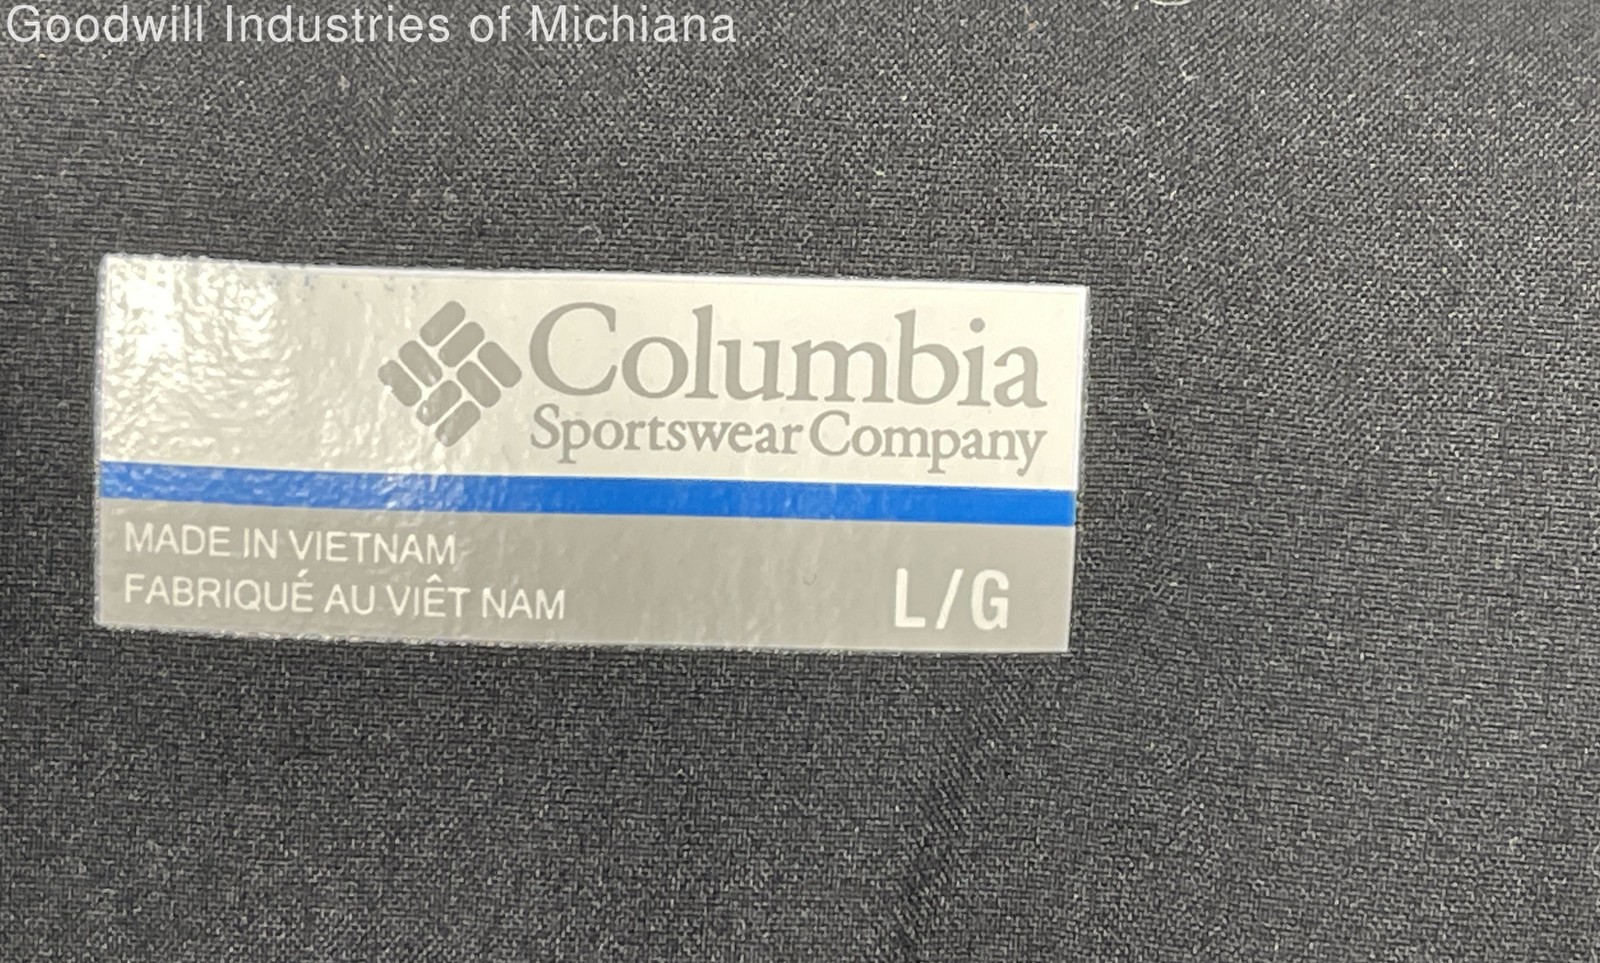 Goodwill Industries of Michiana
Columbia
Sportswear Company
MADE IN VIETNAM
FABRIQUÉ AU VIÊT NAM
L/G